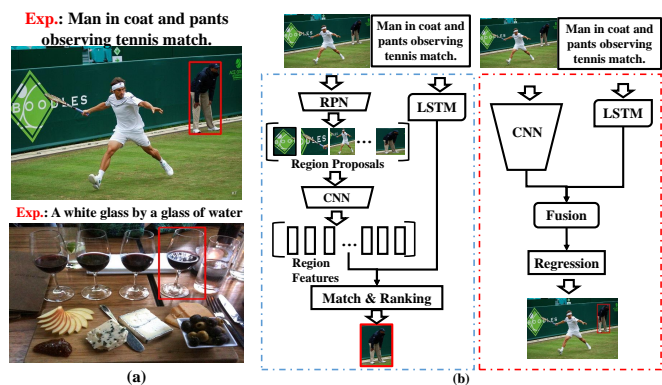 Exp.: Man in coat and pants
observing tennis match.
BOODLES
Exp.: A white glass by a glass of water
(a)
Man in coat and
pants observing
tennis match.
RPN
LSTM
Region Proposals
CNN
Region
Features
Match & Ranking
(b)
Man in coat and
pants observing
tennis match.
CNN
LSTM
Fusion
Regression